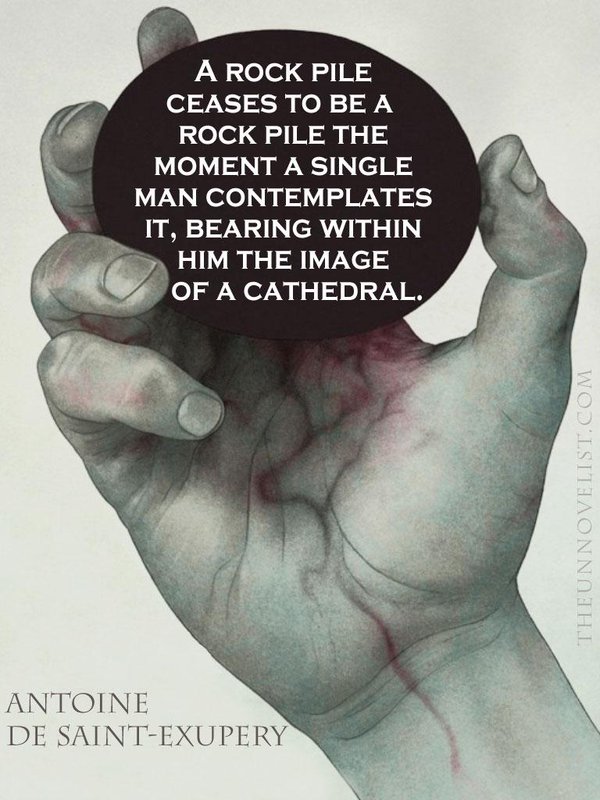 A ROCK PILE
CEASES TO BE A
ROCK PILE THE
MOMENT A SINGLE
MAN CONTEMPLATES
IT, BEARING WITHIN
HIM THE IMAGE
OF A CATHEDRAL.
THEUNNOVELIST.COM
ANTOINE
DE SAINT-EXUPERY